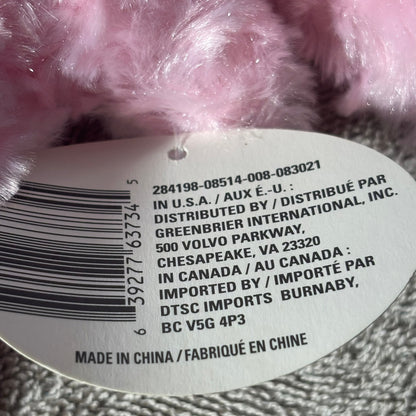 284198-08514-008-083021
IN U.S.A. / AUX É.-U. :
DISTRIBUTED BY / DISTRIBUÉ PAR
GREENBRIER INTERNATIONAL, INC.
500 VOLVO PARKWAY,
CHESAPEAKE, VA 23320
IN CANADA / AU CANADA :
IMPORTED BY / IMPORTÉ PAR
DTSC IMPORTS BURNABY,
BC V5G 4P3
MADE IN CHINA / FABRIQUÉ EN CHINE
6 39277 63734 5